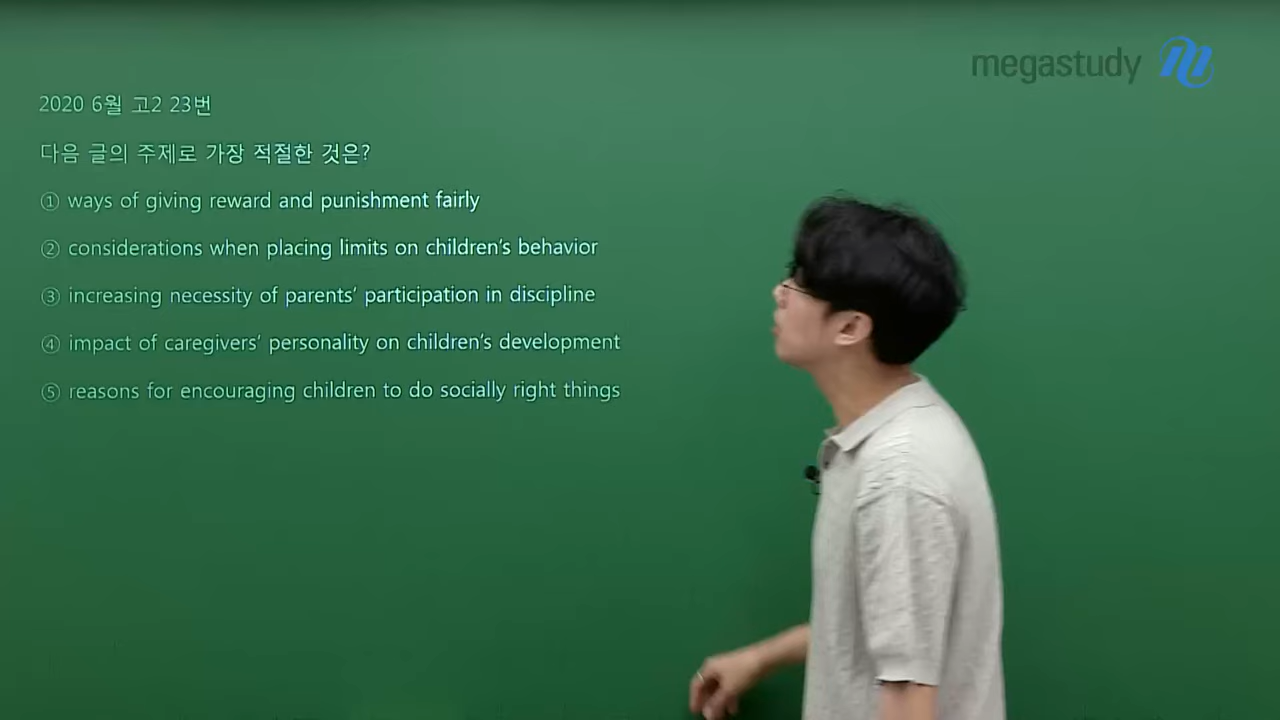 megastudy
2020 6월 고2 23번
다음 글의 주제로 가장 적절한 것은?
① ways of giving reward and punishment fairly
② considerations when placing limits on children's behavior
③ increasing necessity of parents' participation in discipline
④ impact of caregivers' personality on children's development
⑤ reasons for encouraging children to do socially right things